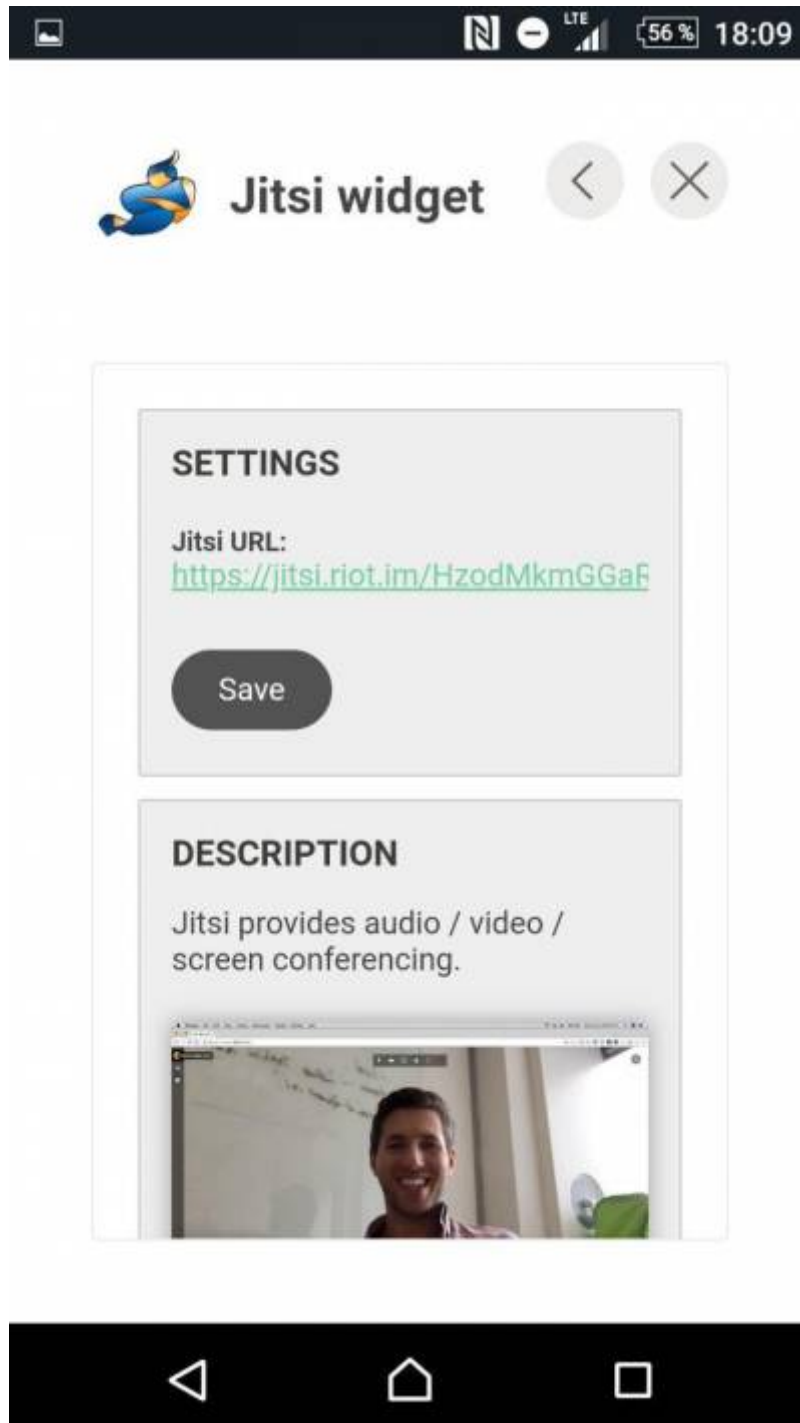 LTE
56 %
18:09
Jitsi widget
SETTINGS
Jitsi URL:
https://jitsi.riot.im/HzodMkmGGaR
Save
DESCRIPTION
Jitsi provides audio / video /
screen conferencing.